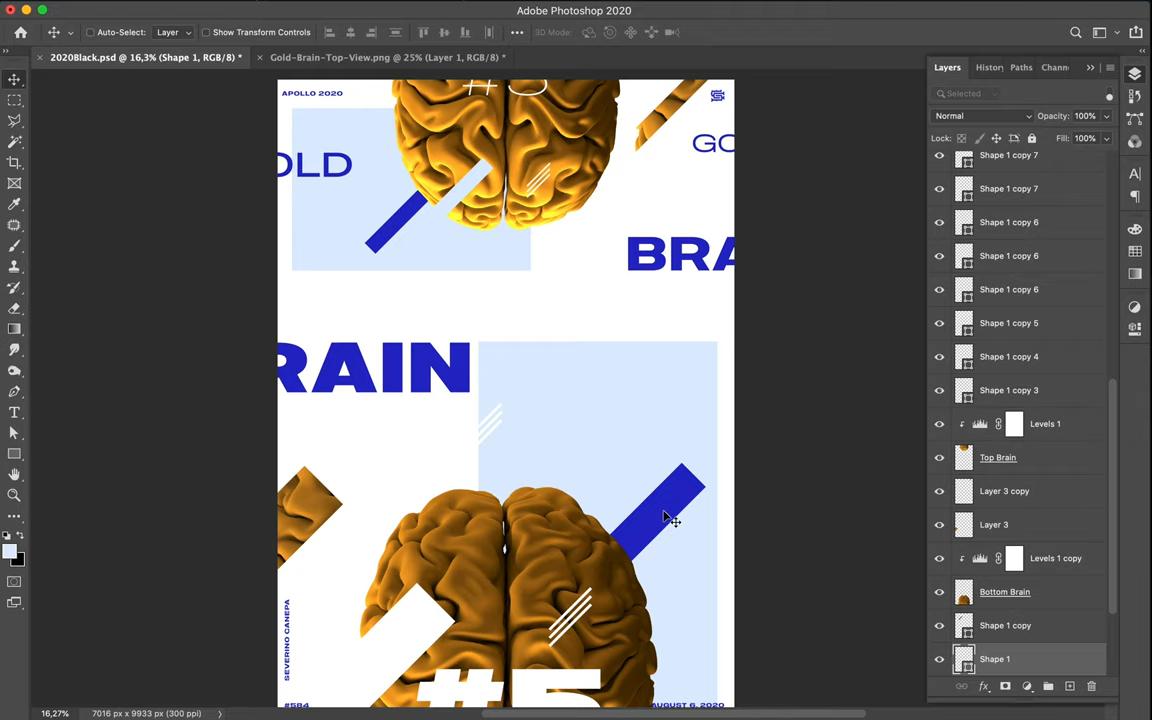 Adobe Photoshop 2020
Auto-Select: Layer Show Transform Controls 3D Mode:
2020Black.psd @ 16,3% (Shape 1, RGB/8) * Gold-Brain-Top-View.png @ 25% (Layer 1, RGB/8) *
APOLLO 2020
#5
OLD
GO
BRA
RAIN
SEVERINO CANEPA
#5
#584
AUGUST 6, 2020
Layers Histor Paths Chann
Selected
Normal Opacity: 100%
Lock: Fill: 100%
Shape 1 copy 7
Shape 1 copy 7
Shape 1 copy 6
Shape 1 copy 6
Shape 1 copy 6
Shape 1 copy 5
Shape 1 copy 4
Shape 1 copy 3
Levels 1
Top Brain
Layer 3 copy
Layer 3
Levels 1 copy
Bottom Brain
Shape 1 copy
Shape 1
16,27% 7016 px x 9933 px (300 ppi)